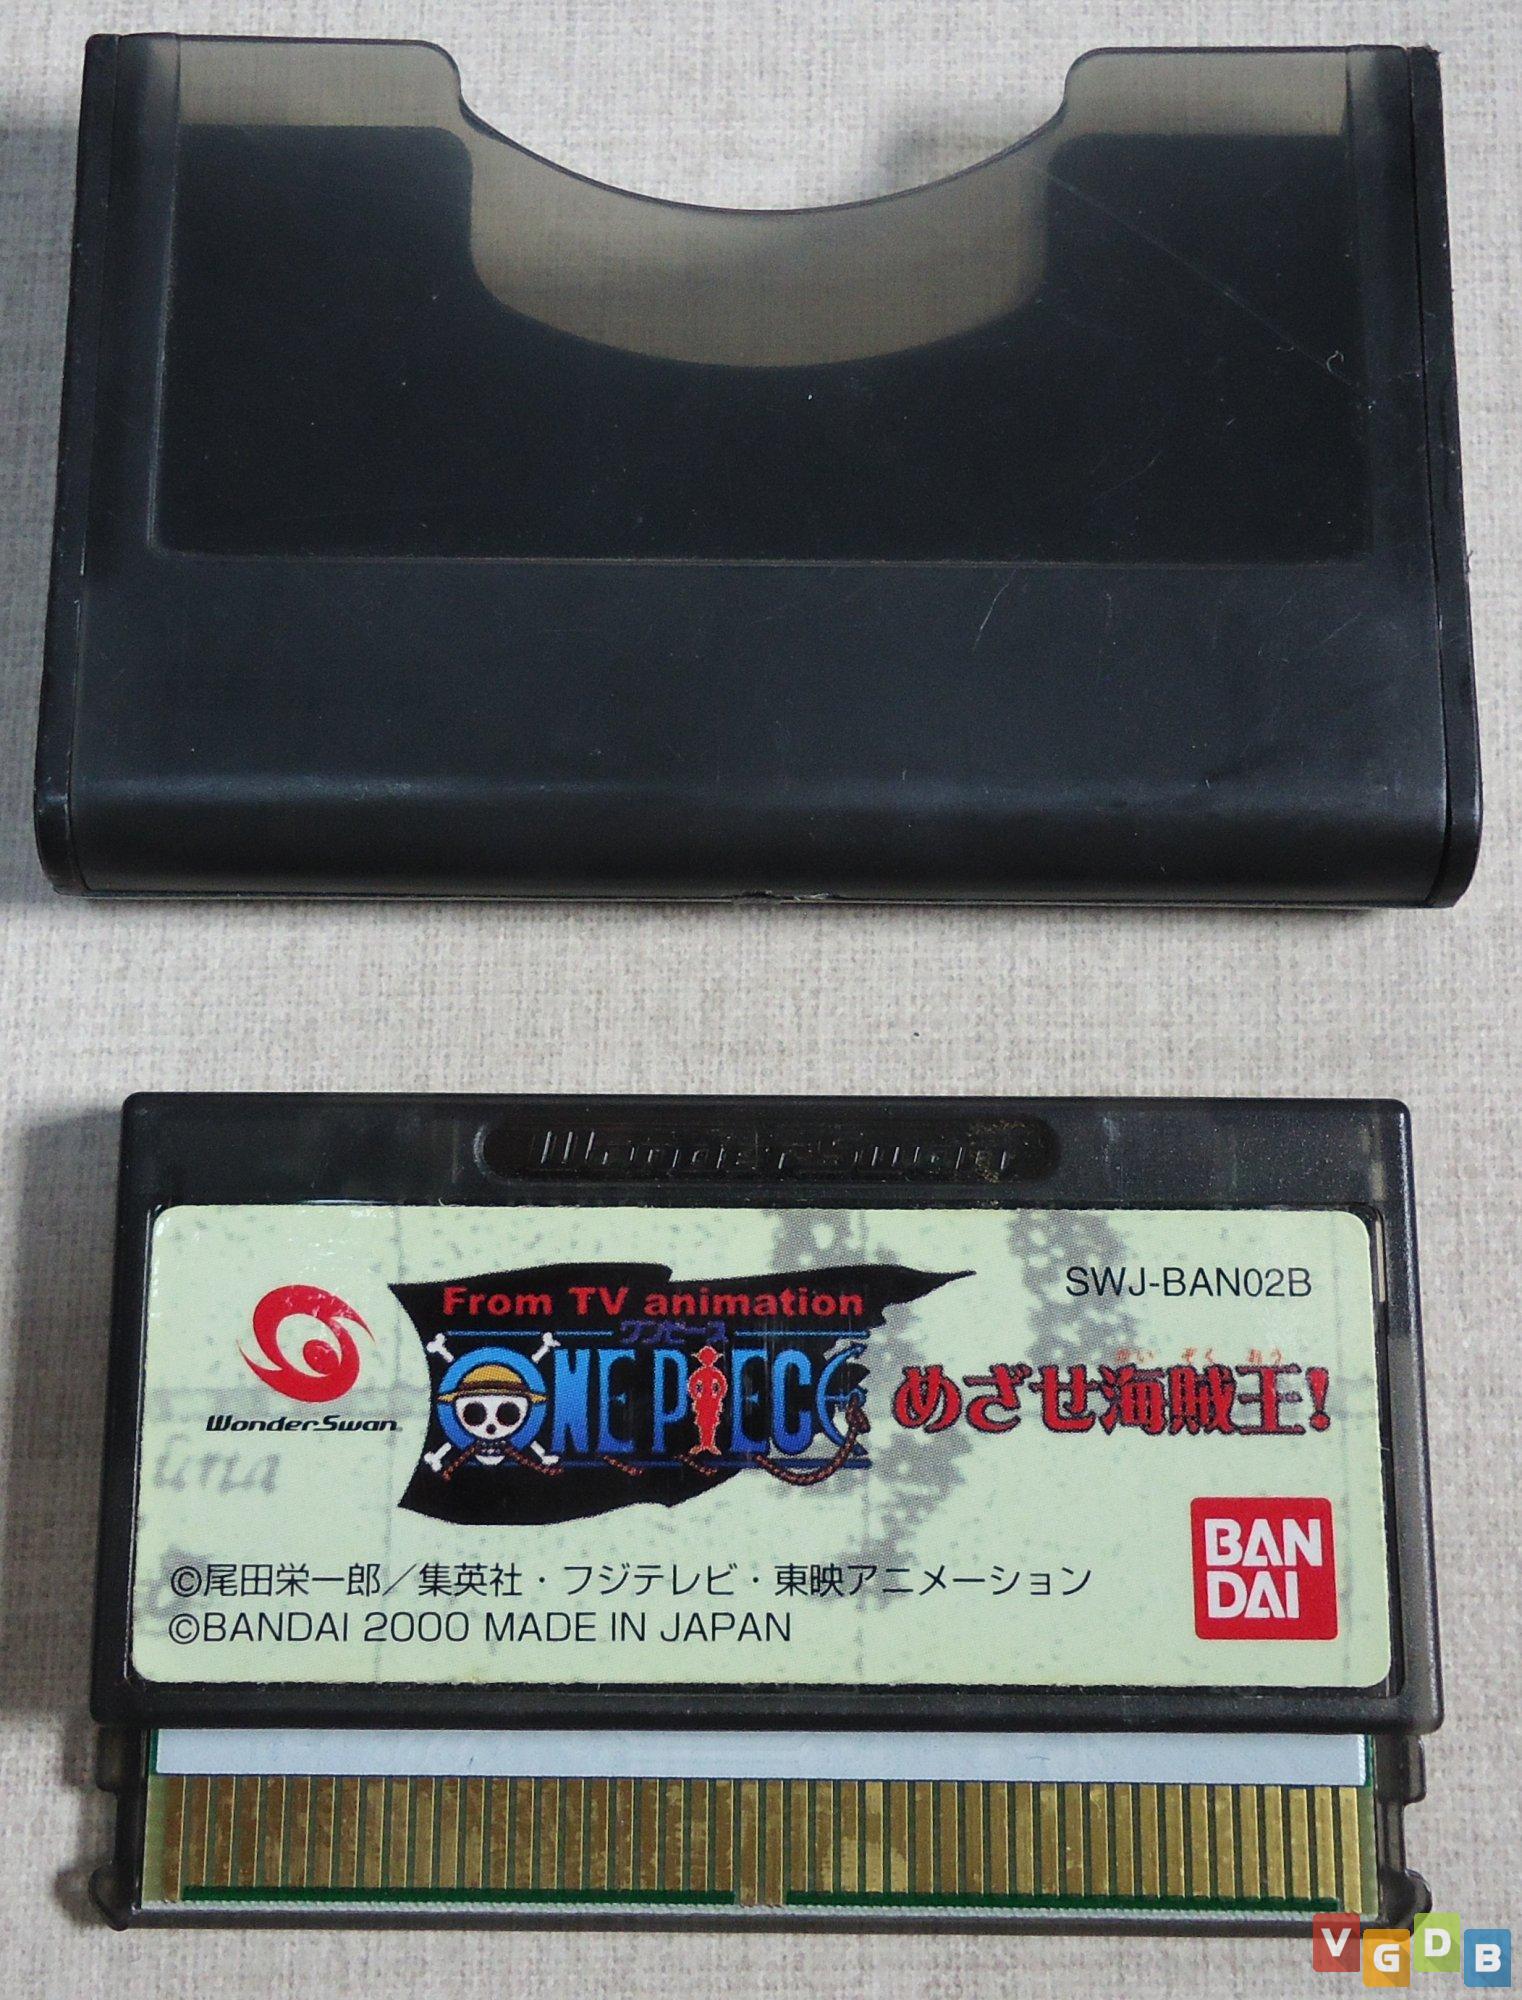 WonderSwan
SWJ-BAN02B
From TV animation
ワンピース
ONE PIECE
かいぞくおう
めざせ海賊王!
WonderSwan
BAN
DAI
©尾田栄一郎／集英社・フジテレビ・東映アニメーション
©BANDAI 2000 MADE IN JAPAN
VGDB